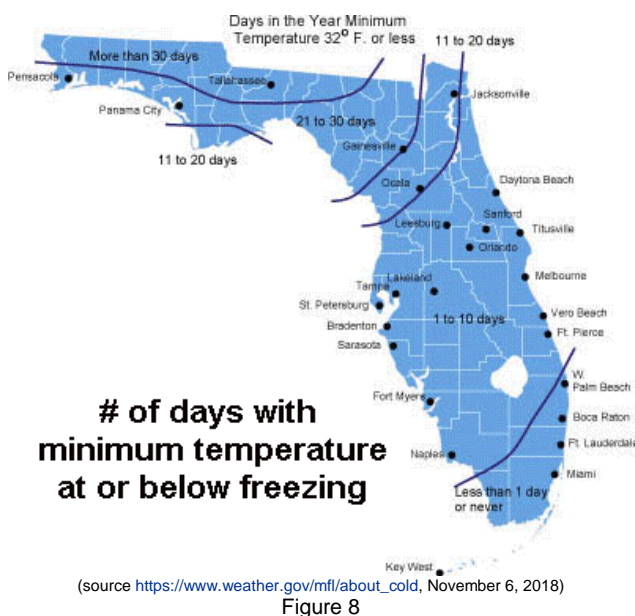 Days in the Year Minimum
Temperature 32° F. or less
11 to 20 days
More than 30 days
Pensacola
Tallahassee
Jacksonville
Panama City
21 to 30 days
11 to 20 days
Gainesville
Ocala
Daytona Beach
Leesburg
Sanford
Titusville
Orlando
Lakeland
Tampa
Melbourne
St. Petersburg
1 to 10 days
Vero Beach
Bradenton
Ft. Pierce
Sarasota
W.
Palm Beach
Fort Myers
Boca Raton
# of days with
minimum temperature
at or below freezing
Ft. Lauderdale
Naples
Miami
Less than 1 day
or never
Key West
(source https://www.weather.gov/mfl/about_cold, November 6, 2018)
Figure 8